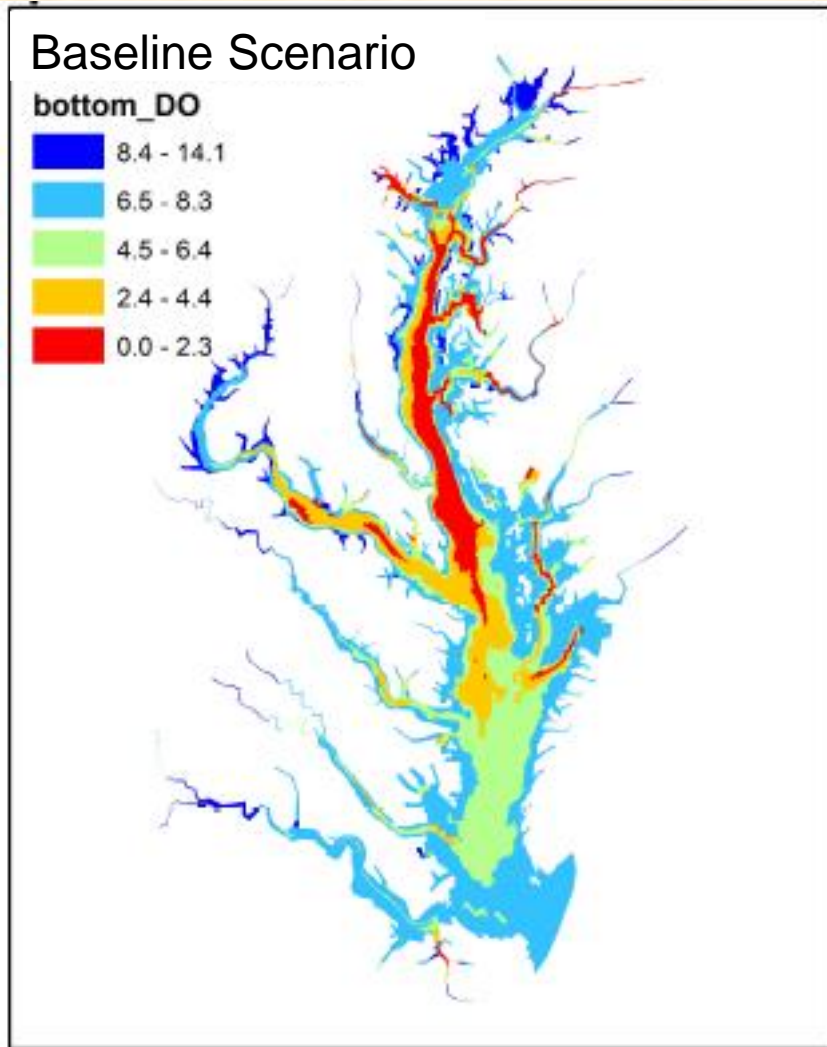 Baseline Scenario
bottom_DO
8.4 - 14.1
6.5 - 8.3
4.5 - 6.4
2.4 - 4.4
0.0 - 2.3